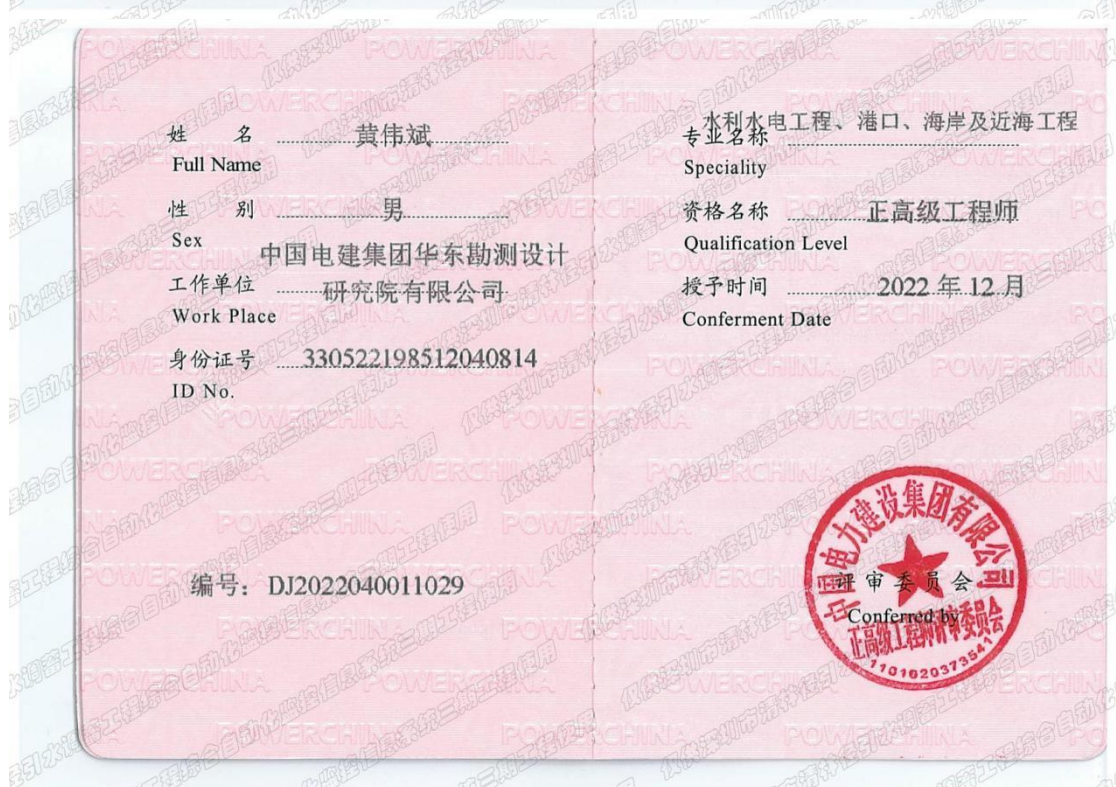 姓 名 黄伟斌
Full Name
性 别 男
Sex
中国电建集团华东勘测设计
工作单位 研究院有限公司
Work Place
身份证号 330522198512040814
ID No.
编号: DJ2022040011029
水利水电工程、港口、海岸及近海工程
专业名称
Speciality
资格名称 正高级工程师
Qualification Level
授予时间 2022 年 12 月
Conferment Date
中国电力建设集团有限公司
评 审 委 员 会
Conferred by
正高级工程师评审委员会
1101020373541
POWERCHINA